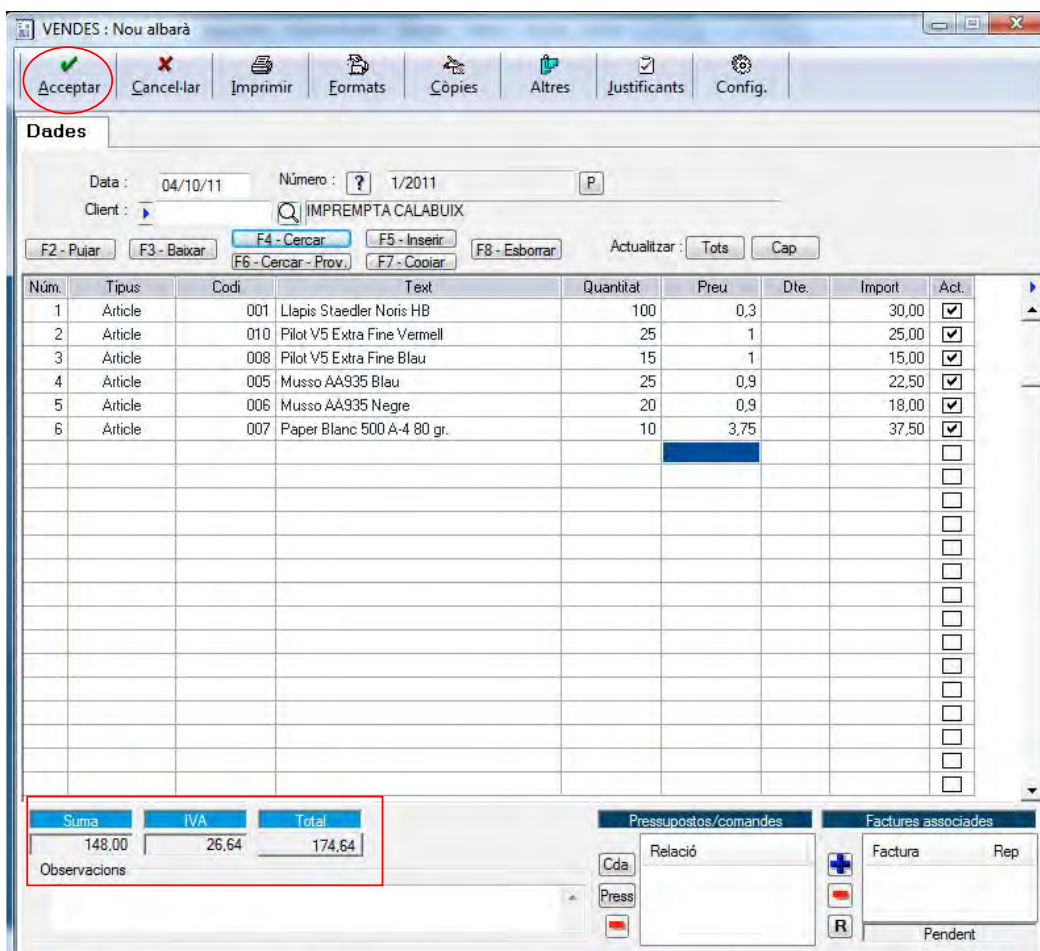 VENDES : Nou albarà
Acceptar Cancel·lar Imprimir Formats Còpies Altres Justificants Config.
Dades
Data : 04/10/11 Número : ? 1/2011 P
Client : IMPREMPTA CALABUIX
F2 - Pujar F3 - Baixar F4 - Cercar F5 - Inserir F8 - Esborrar Actualitzar : Tots Cap
F6 - Cercar - Prov. F7 - Copiar
Núm. Tipus Codi Text Quantitat Preu Dte. Import Act.
1 Article 001 Llapis Staedler Noris HB 100 0,3 30,00
2 Article 010 Pilot V5 Extra Fine Vermell 25 1 25,00
3 Article 008 Pilot V5 Extra Fine Blau 15 1 15,00
4 Article 005 Musso AA935 Blau 25 0,9 22,50
5 Article 006 Musso AA935 Negre 20 0,9 18,00
6 Article 007 Paper Blanc 500 A-4 80 gr. 10 3,75 37,50
Suma IVA Total Pressupostos/comandes Factures associades
148,00 26,64 174,64 Relació Factura Rep
Observacions Cda
Press
R Pendent